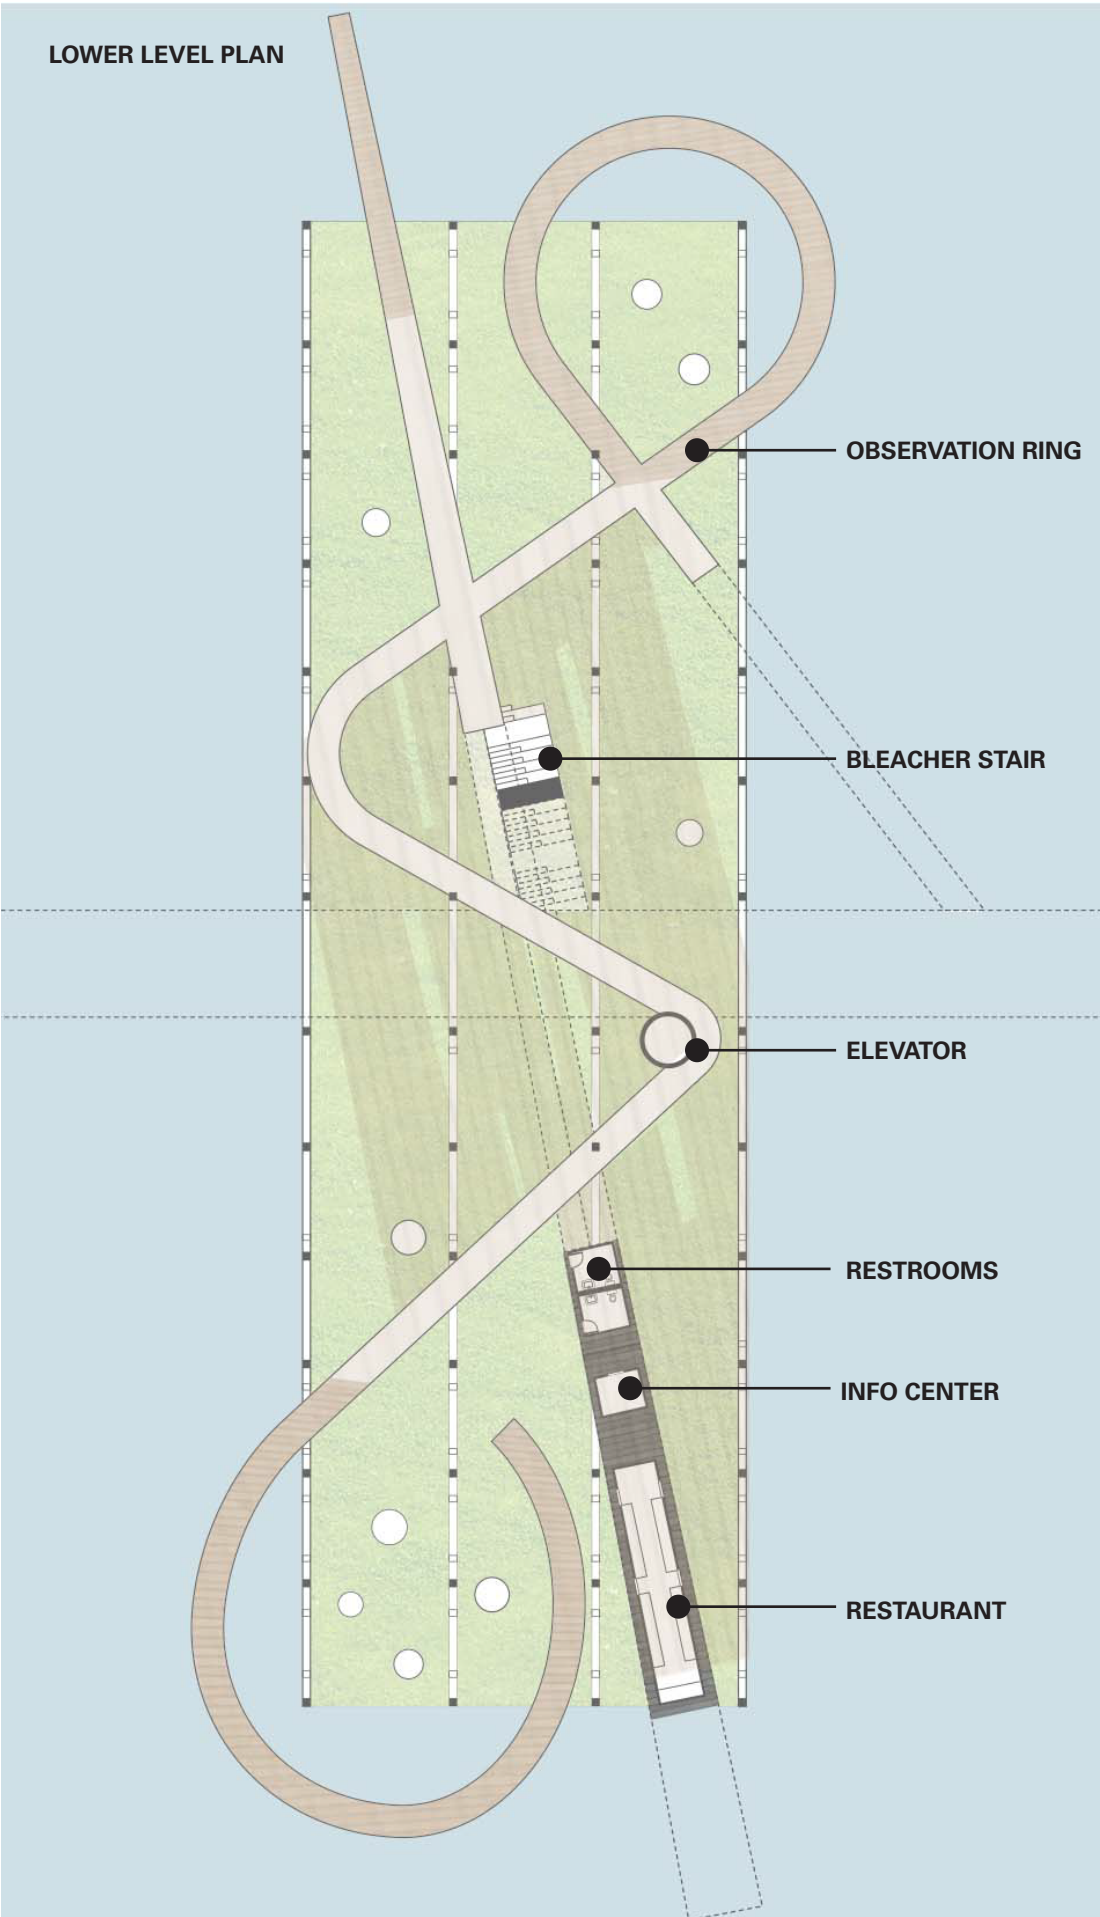 LOWER LEVEL PLAN
OBSERVATION RING
BLEACHER STAIR
ELEVATOR
RESTROOMS
INFO CENTER
RESTAURANT